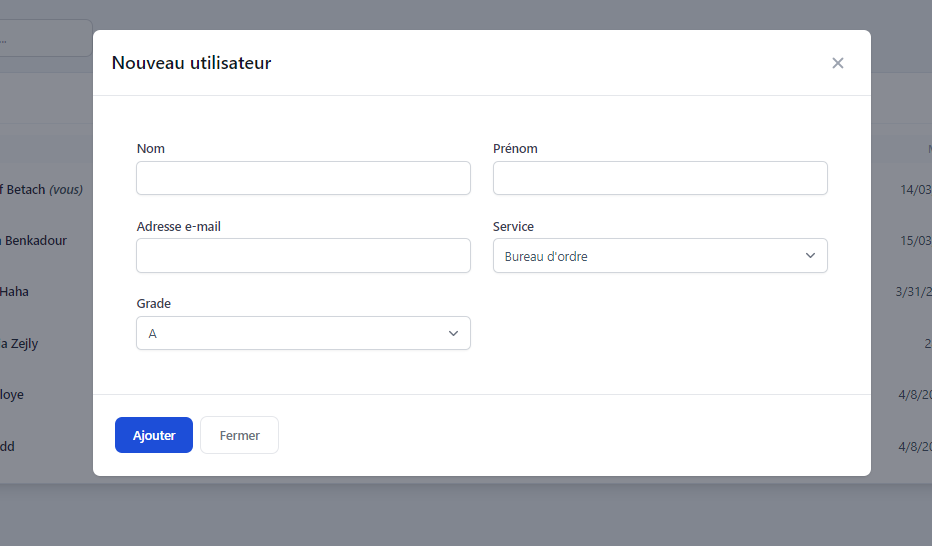 ...
Nouveau utilisateur
Nom
Prénom
f Betach (vous)
14/03
Adresse e-mail
Service
Benkadour
Bureau d'ordre
15/03
Haha
3/31/2
Grade
a Zejly
A
2
loye
4/8/20
Ajouter
Fermer
dd
4/8/20